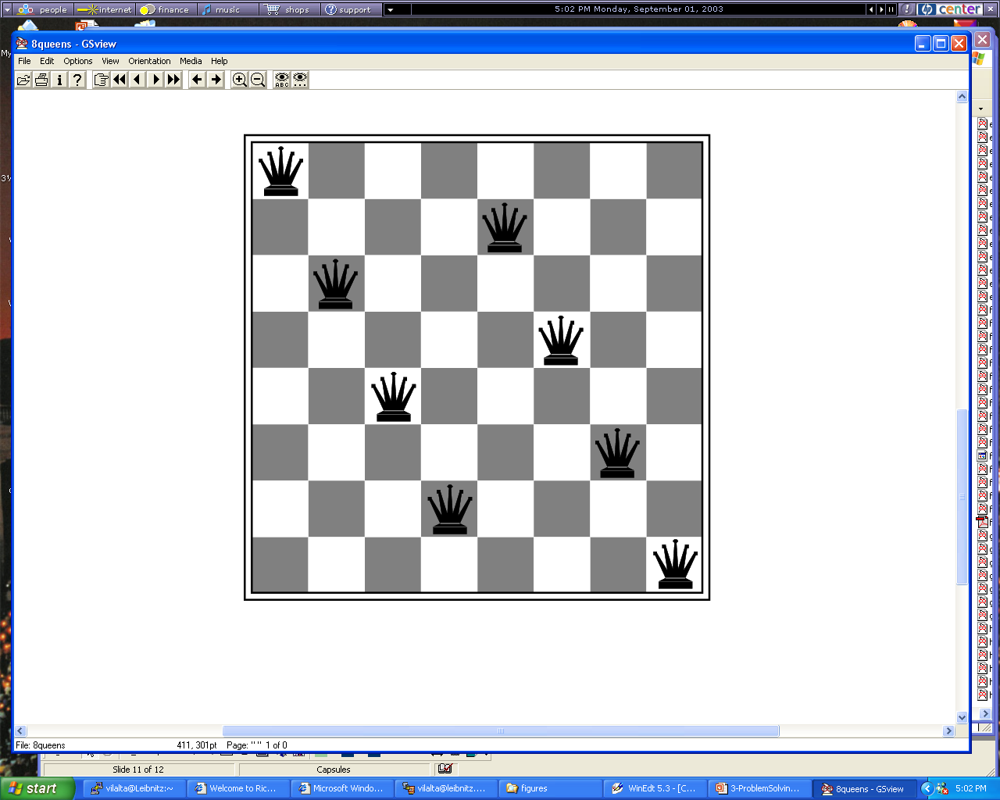 people internet finance music shops support 5:02 PM Monday, September 01, 2003 hp center
8queens - GSview
File Edit Options View Orientation Media Help
ABC
File: 8queens 411, 301pt Page: " " 1 of 0
Slide 11 of 12 Capsules
start vilalta@Leibnitz:~ Welcome to Ric... Microsoft Windo... vilalta@leibnitz.... figures WinEdt 5.3 - [C... 3-ProblemSolvin... 8queens - GSview 5:02 PM